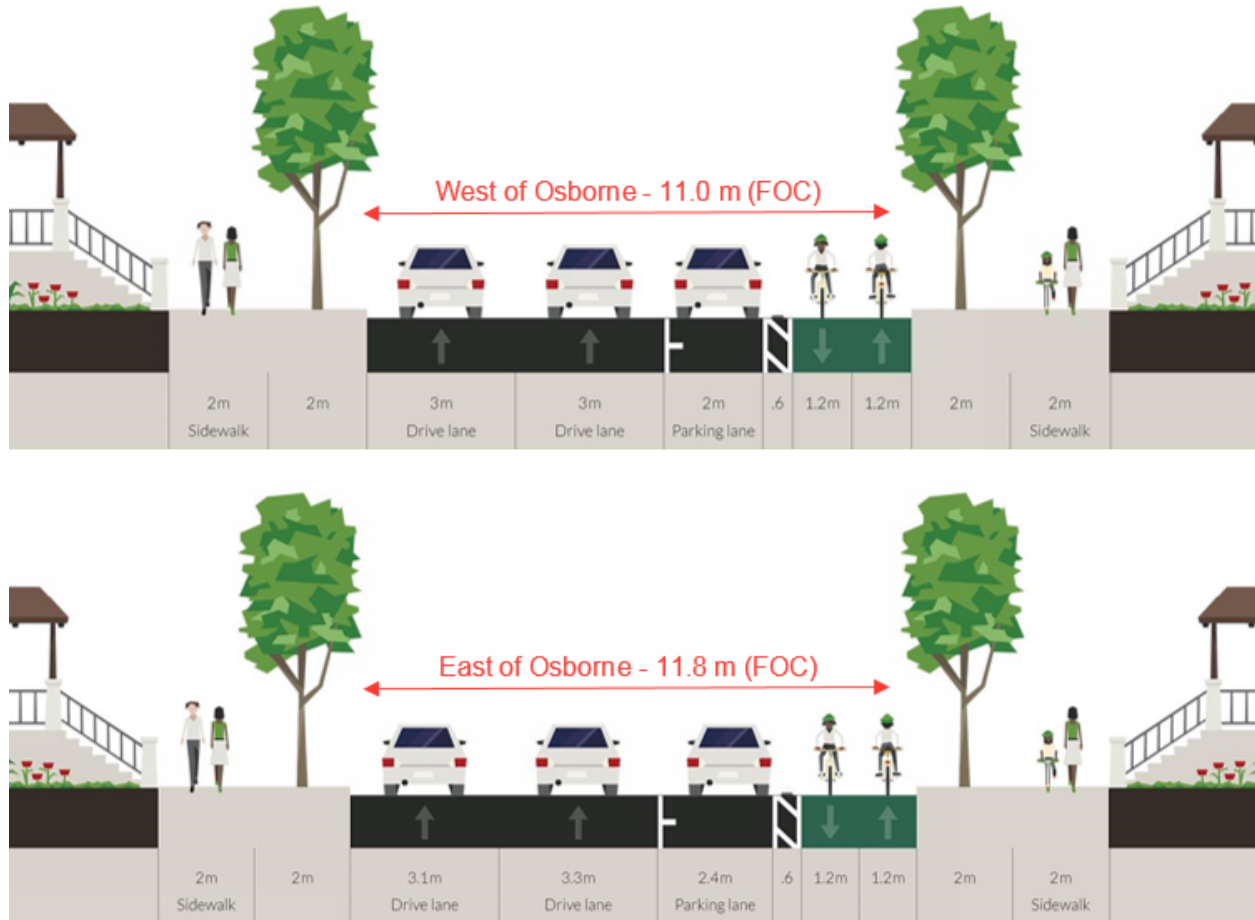 West of Osborne - 11.0 m (FOC)
2m 2m 3m 3m 2m .6 1.2m 1.2m 2m 2m
Sidewalk Drive lane Drive lane Parking lane Sidewalk
East of Osborne - 11.8 m (FOC)
2m 2m 3.1m 3.3m 2.4m .6 1.2m 1.2m 2m 2m
Sidewalk Drive lane Drive lane Parking lane Sidewalk